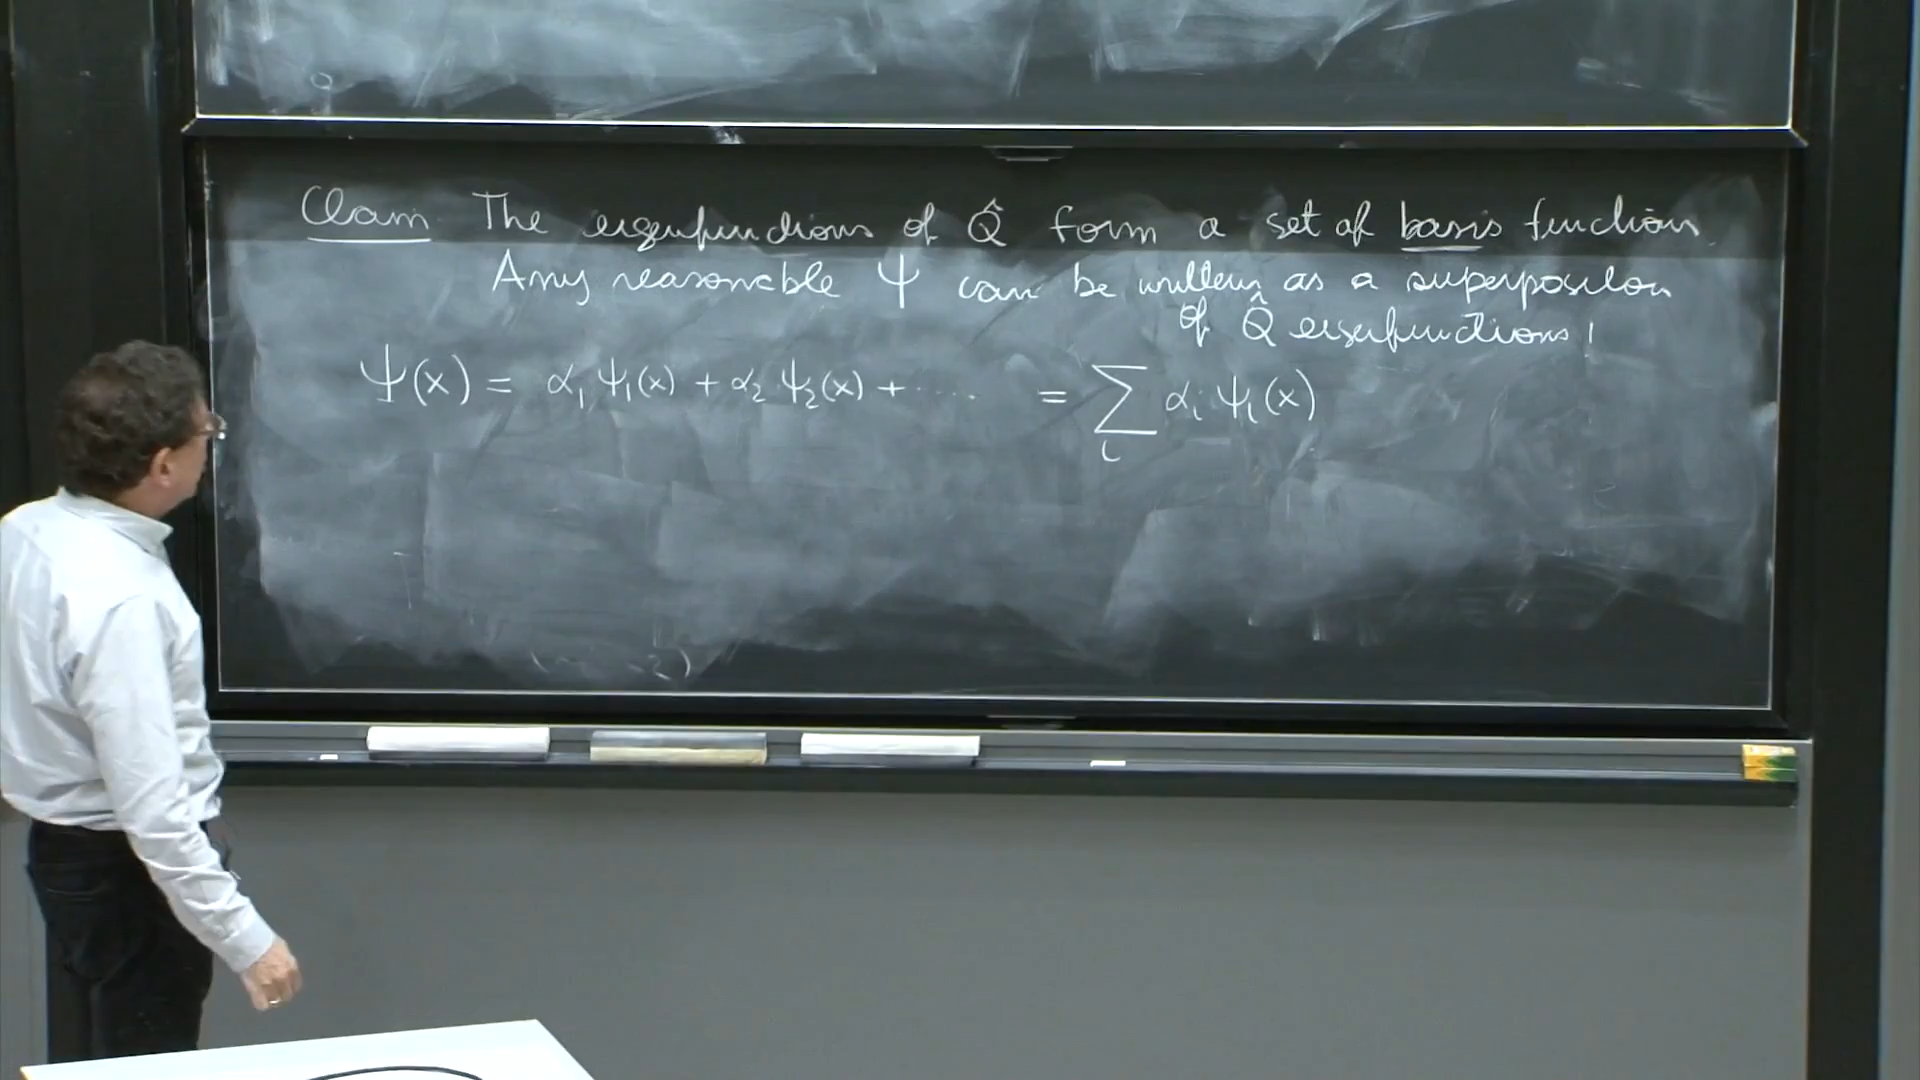 Claim The eigenfunctions of Q̂ form a set of basis functions.
Any reasonable Ψ can be written as a superposition
of Q̂ eigenfunctions!
Ψ(x) = α₁ ψ₁(x) + α₂ ψ₂(x) + ..... = ∑ᵢ αᵢ ψᵢ(x)